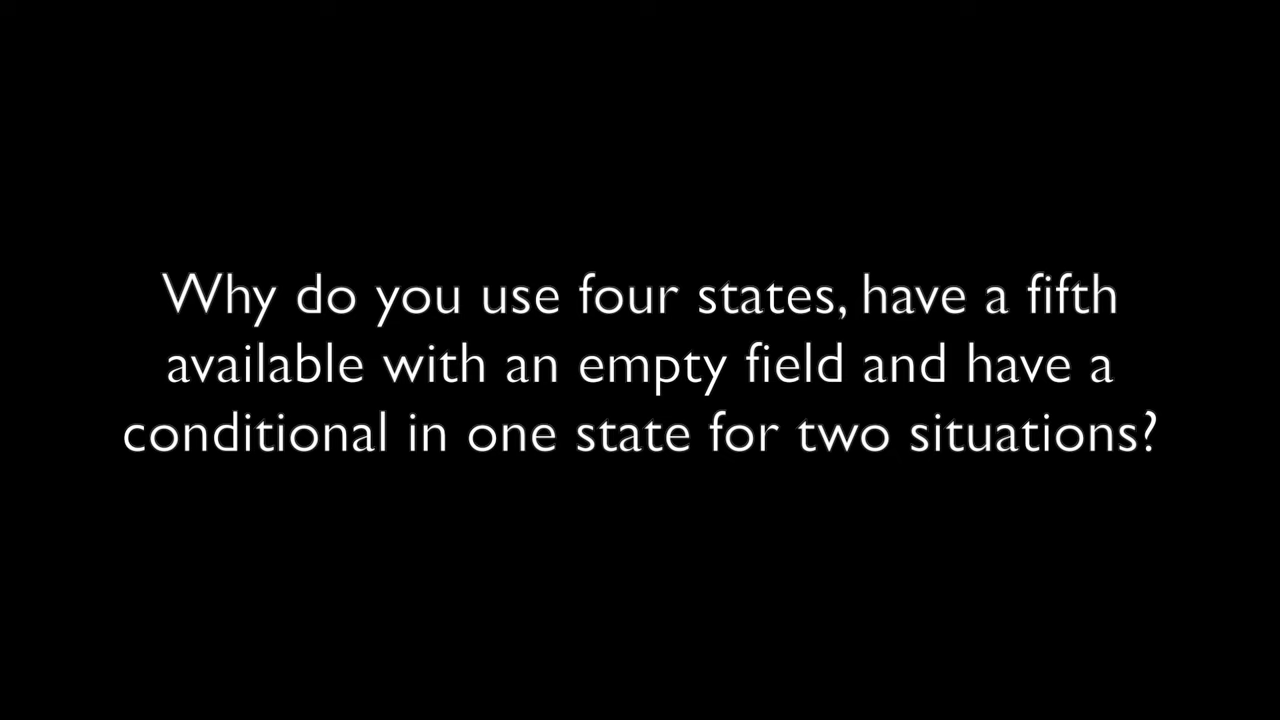 Why do you use four states, have a fifth
available with an empty field and have a
conditional in one state for two situations?